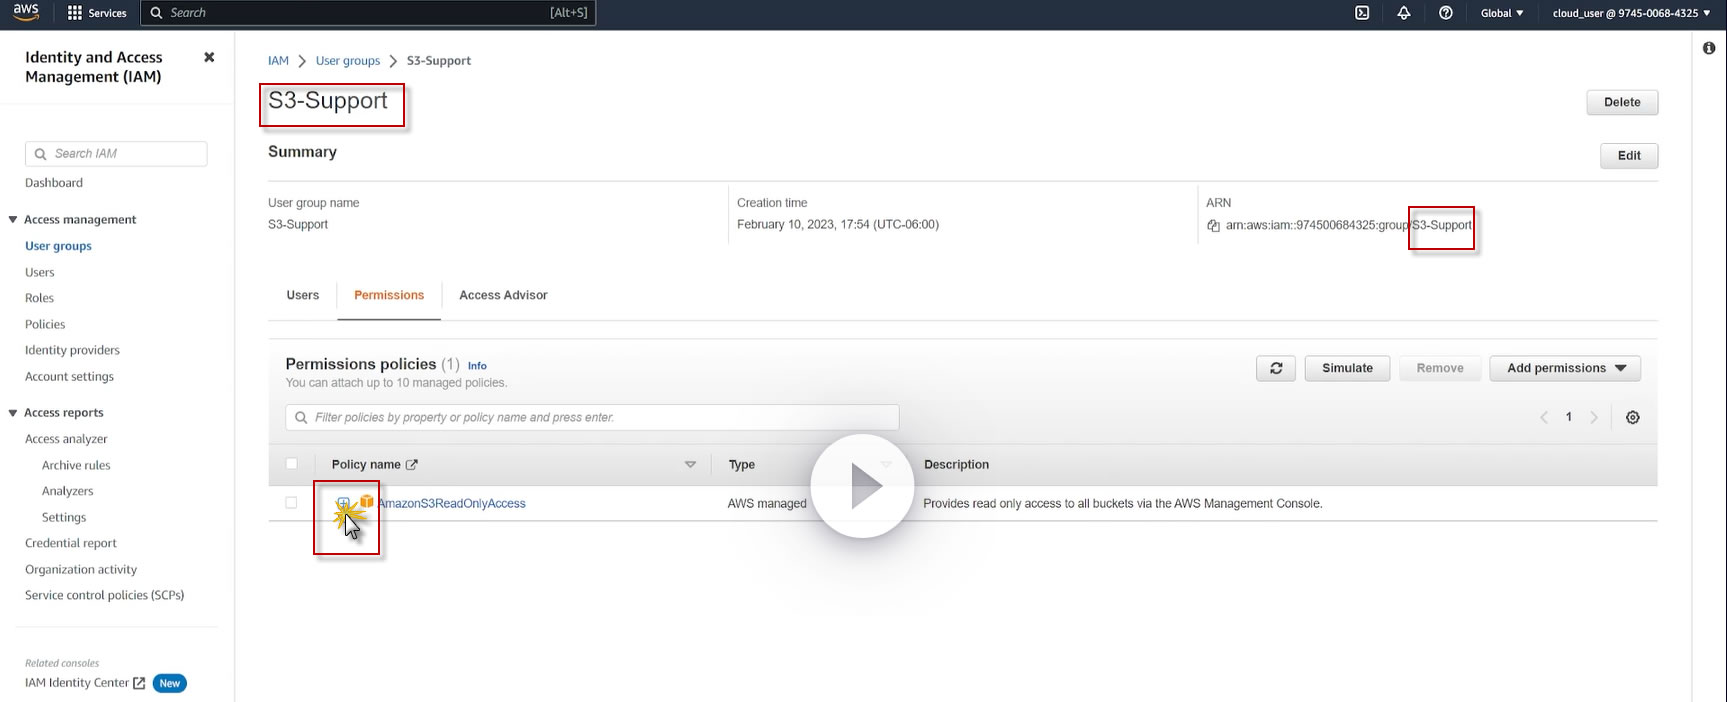 aws Services Search [Alt+S] Global cloud_user @ 9745-0068-4325
Identity and Access
Management (IAM)
Search IAM
Dashboard
Access management
User groups
Users
Roles
Policies
Identity providers
Account settings
Access reports
Access analyzer
Archive rules
Analyzers
Settings
Credential report
Organization activity
Service control policies (SCPs)
Related consoles
IAM Identity Center New
IAM User groups S3-Support
S3-Support
Delete
Summary
Edit
User group name
S3-Support
Creation time
February 10, 2023, 17:54 (UTC-06:00)
ARN
arn:aws:iam::974500684325:group/S3-Support
Users Permissions Access Advisor
Permissions policies (1) Info
You can attach up to 10 managed policies.
Simulate Remove Add permissions
Filter policies by property or policy name and press enter.
1
Policy name Type Description
AmazonS3ReadOnlyAccess AWS managed Provides read only access to all buckets via the AWS Management Console.